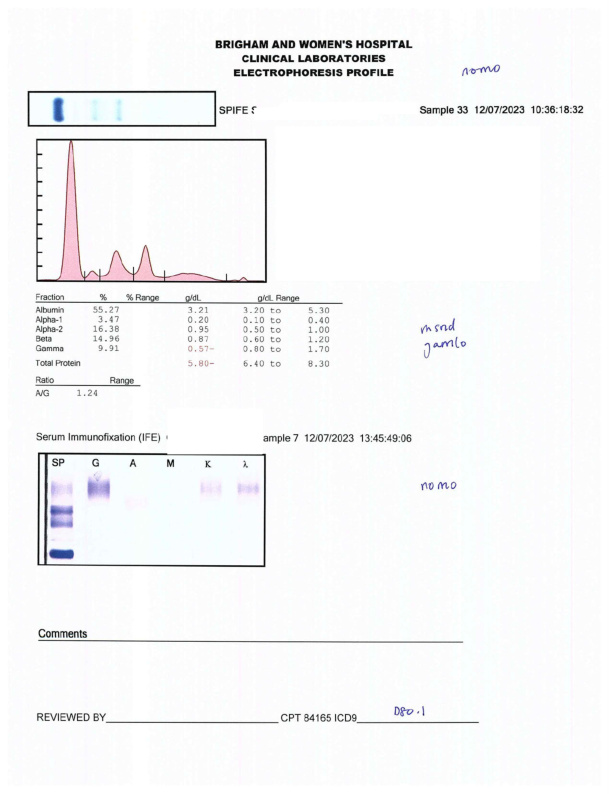 BRIGHAM AND WOMEN'S HOSPITAL
CLINICAL LABORATORIES
ELECTROPHORESIS PROFILE
nomo
SPIFE
Sample 33 12/07/2023 10:36:18:32
Fraction % % Range g/dL g/dL Range
Albumin 55.27 3.21 3.20 to 5.30
Alpha-1 3.47 0.20 0.10 to 0.40
Alpha-2 16.38 0.95 0.50 to 1.00
Beta 14.96 0.87 0.60 to 1.20
Gamma 9.91 0.57- 0.80 to 1.70
Total Protein 5.80- 6.40 to 8.30
msnd
gamlo
Ratio Range
A/G 1.24
Serum Immunofixation (IFE) ample 7 12/07/2023 13:45:49:06
SP G A M K λ
nomo
Comments
REVIEWED BY CPT 84165 ICD9 D80.1